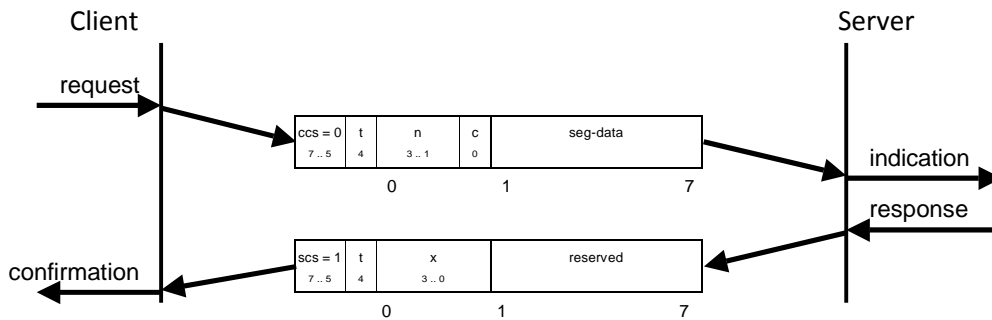 Client Server
request
ccs = 0 t n c seg-data
7 .. 5 4 3 .. 1 0
0 1 7
indication
response
scs = 1 t x reserved
7 .. 5 4 3 .. 0
confirmation
0 1 7